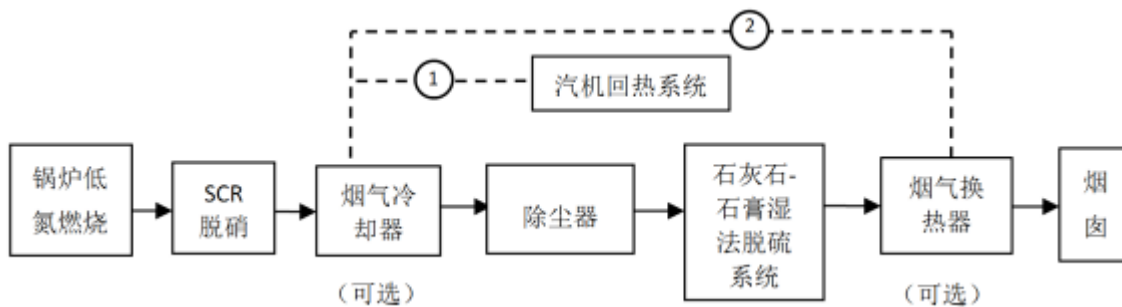 2
1
汽机回热系统
锅炉低
氮燃烧
SCR
脱硝
烟气冷
却器
除尘器
石灰石-
石膏湿
法脱硫
系统
烟气换
热器
烟
囱
（可选）
（可选）